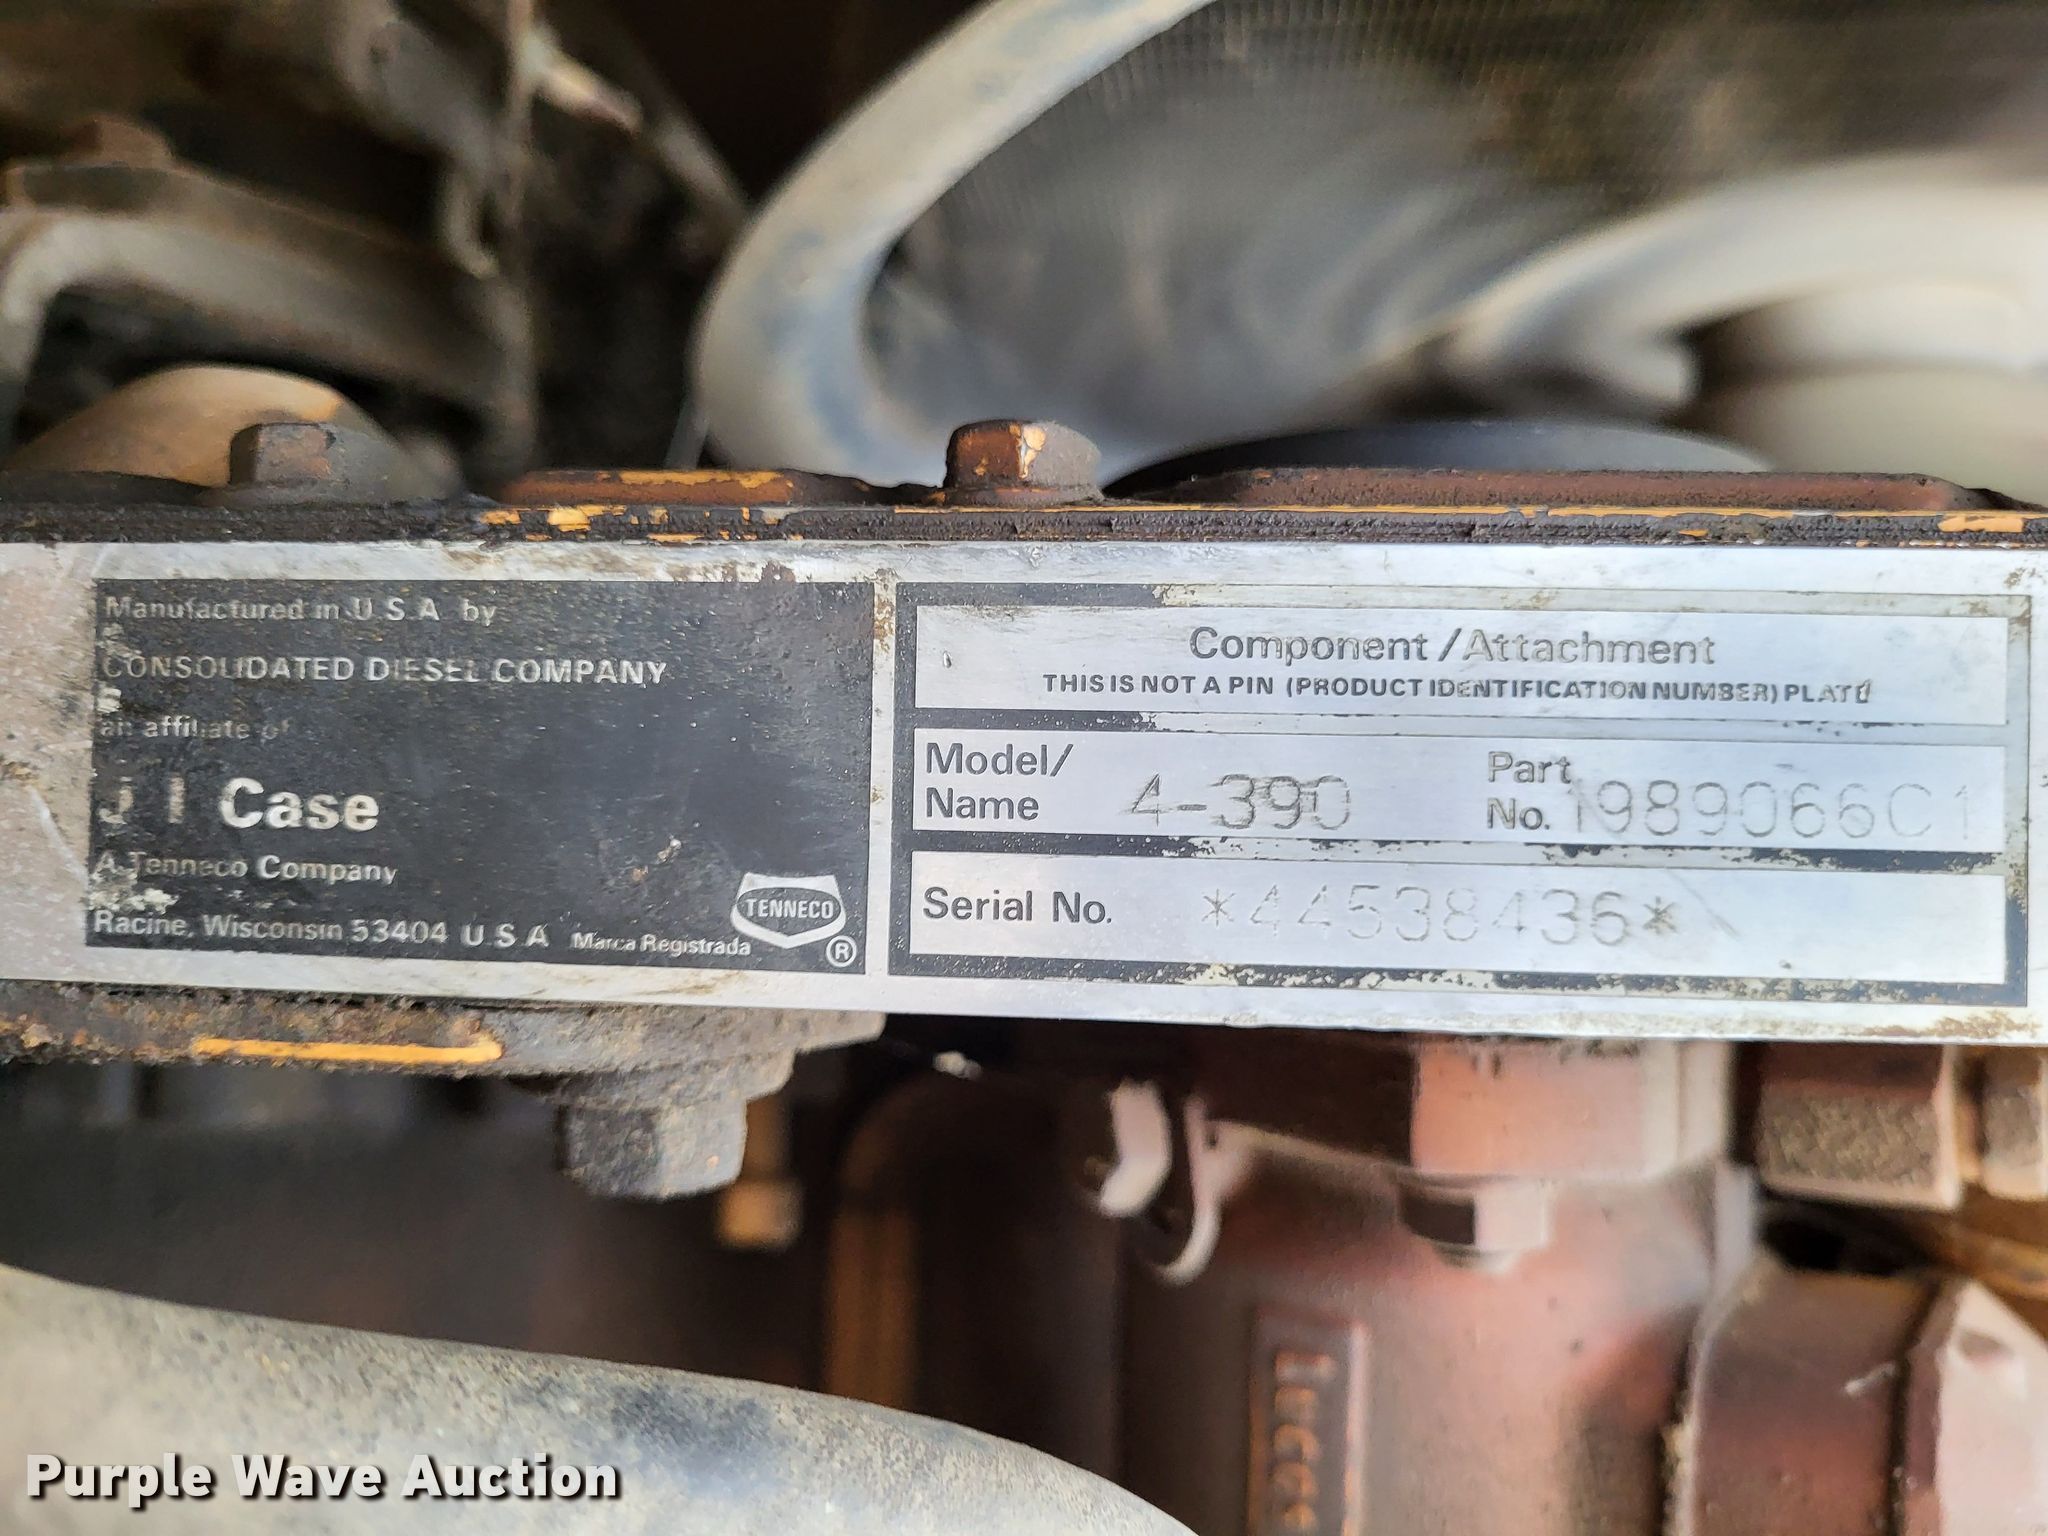 Manufactured in U.S.A. by
CONSOLIDATED DIESEL COMPANY
an affiliate of
J I Case
A Tenneco Company
Racine, Wisconsin 53404 U.S.A. Marca Registrada
TENNECO
®
Component/Attachment
THIS IS NOT A PIN (PRODUCT IDENTIFICATION NUMBER) PLATE
Model/Name 4-390 Part No. 1989066C1
Serial No. *44538436*
Purple Wave Auction